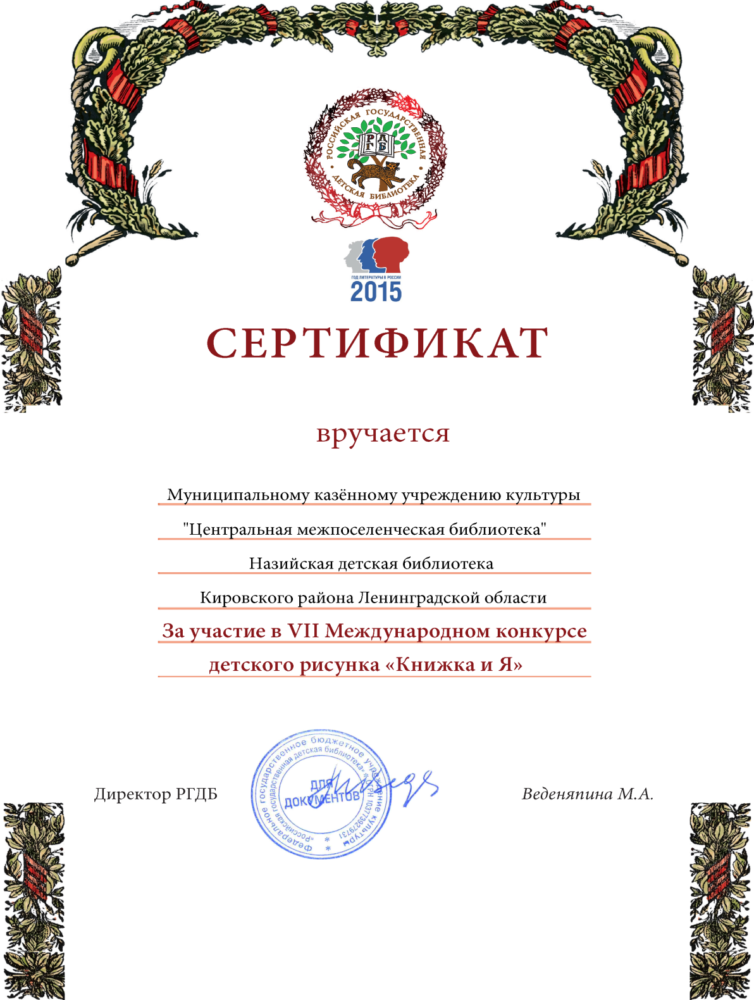 РОССИЙСКАЯ ГОСУДАРСТВЕННАЯ
ДЕТСКАЯ БИБЛИОТЕКА
РГДБ
ГОД ЛИТЕРАТУРЫ В РОССИИ
2015
СЕРТИФИКАТ
вручается
Муниципальному казённому учреждению культуры
"Центральная межпоселенческая библиотека"
Назийская детская библиотека
Кировского района Ленинградской области
За участие в VII Международном конкурсе
детского рисунка «Книжка и Я»
Федеральное государственное бюджетное учреждение культуры
«Российская государственная детская библиотека» * ОГРН 1037739279731 *
ДЛЯ
ДОКУМЕНТОВ
Директор РГДБ
Веденяпина М.А.